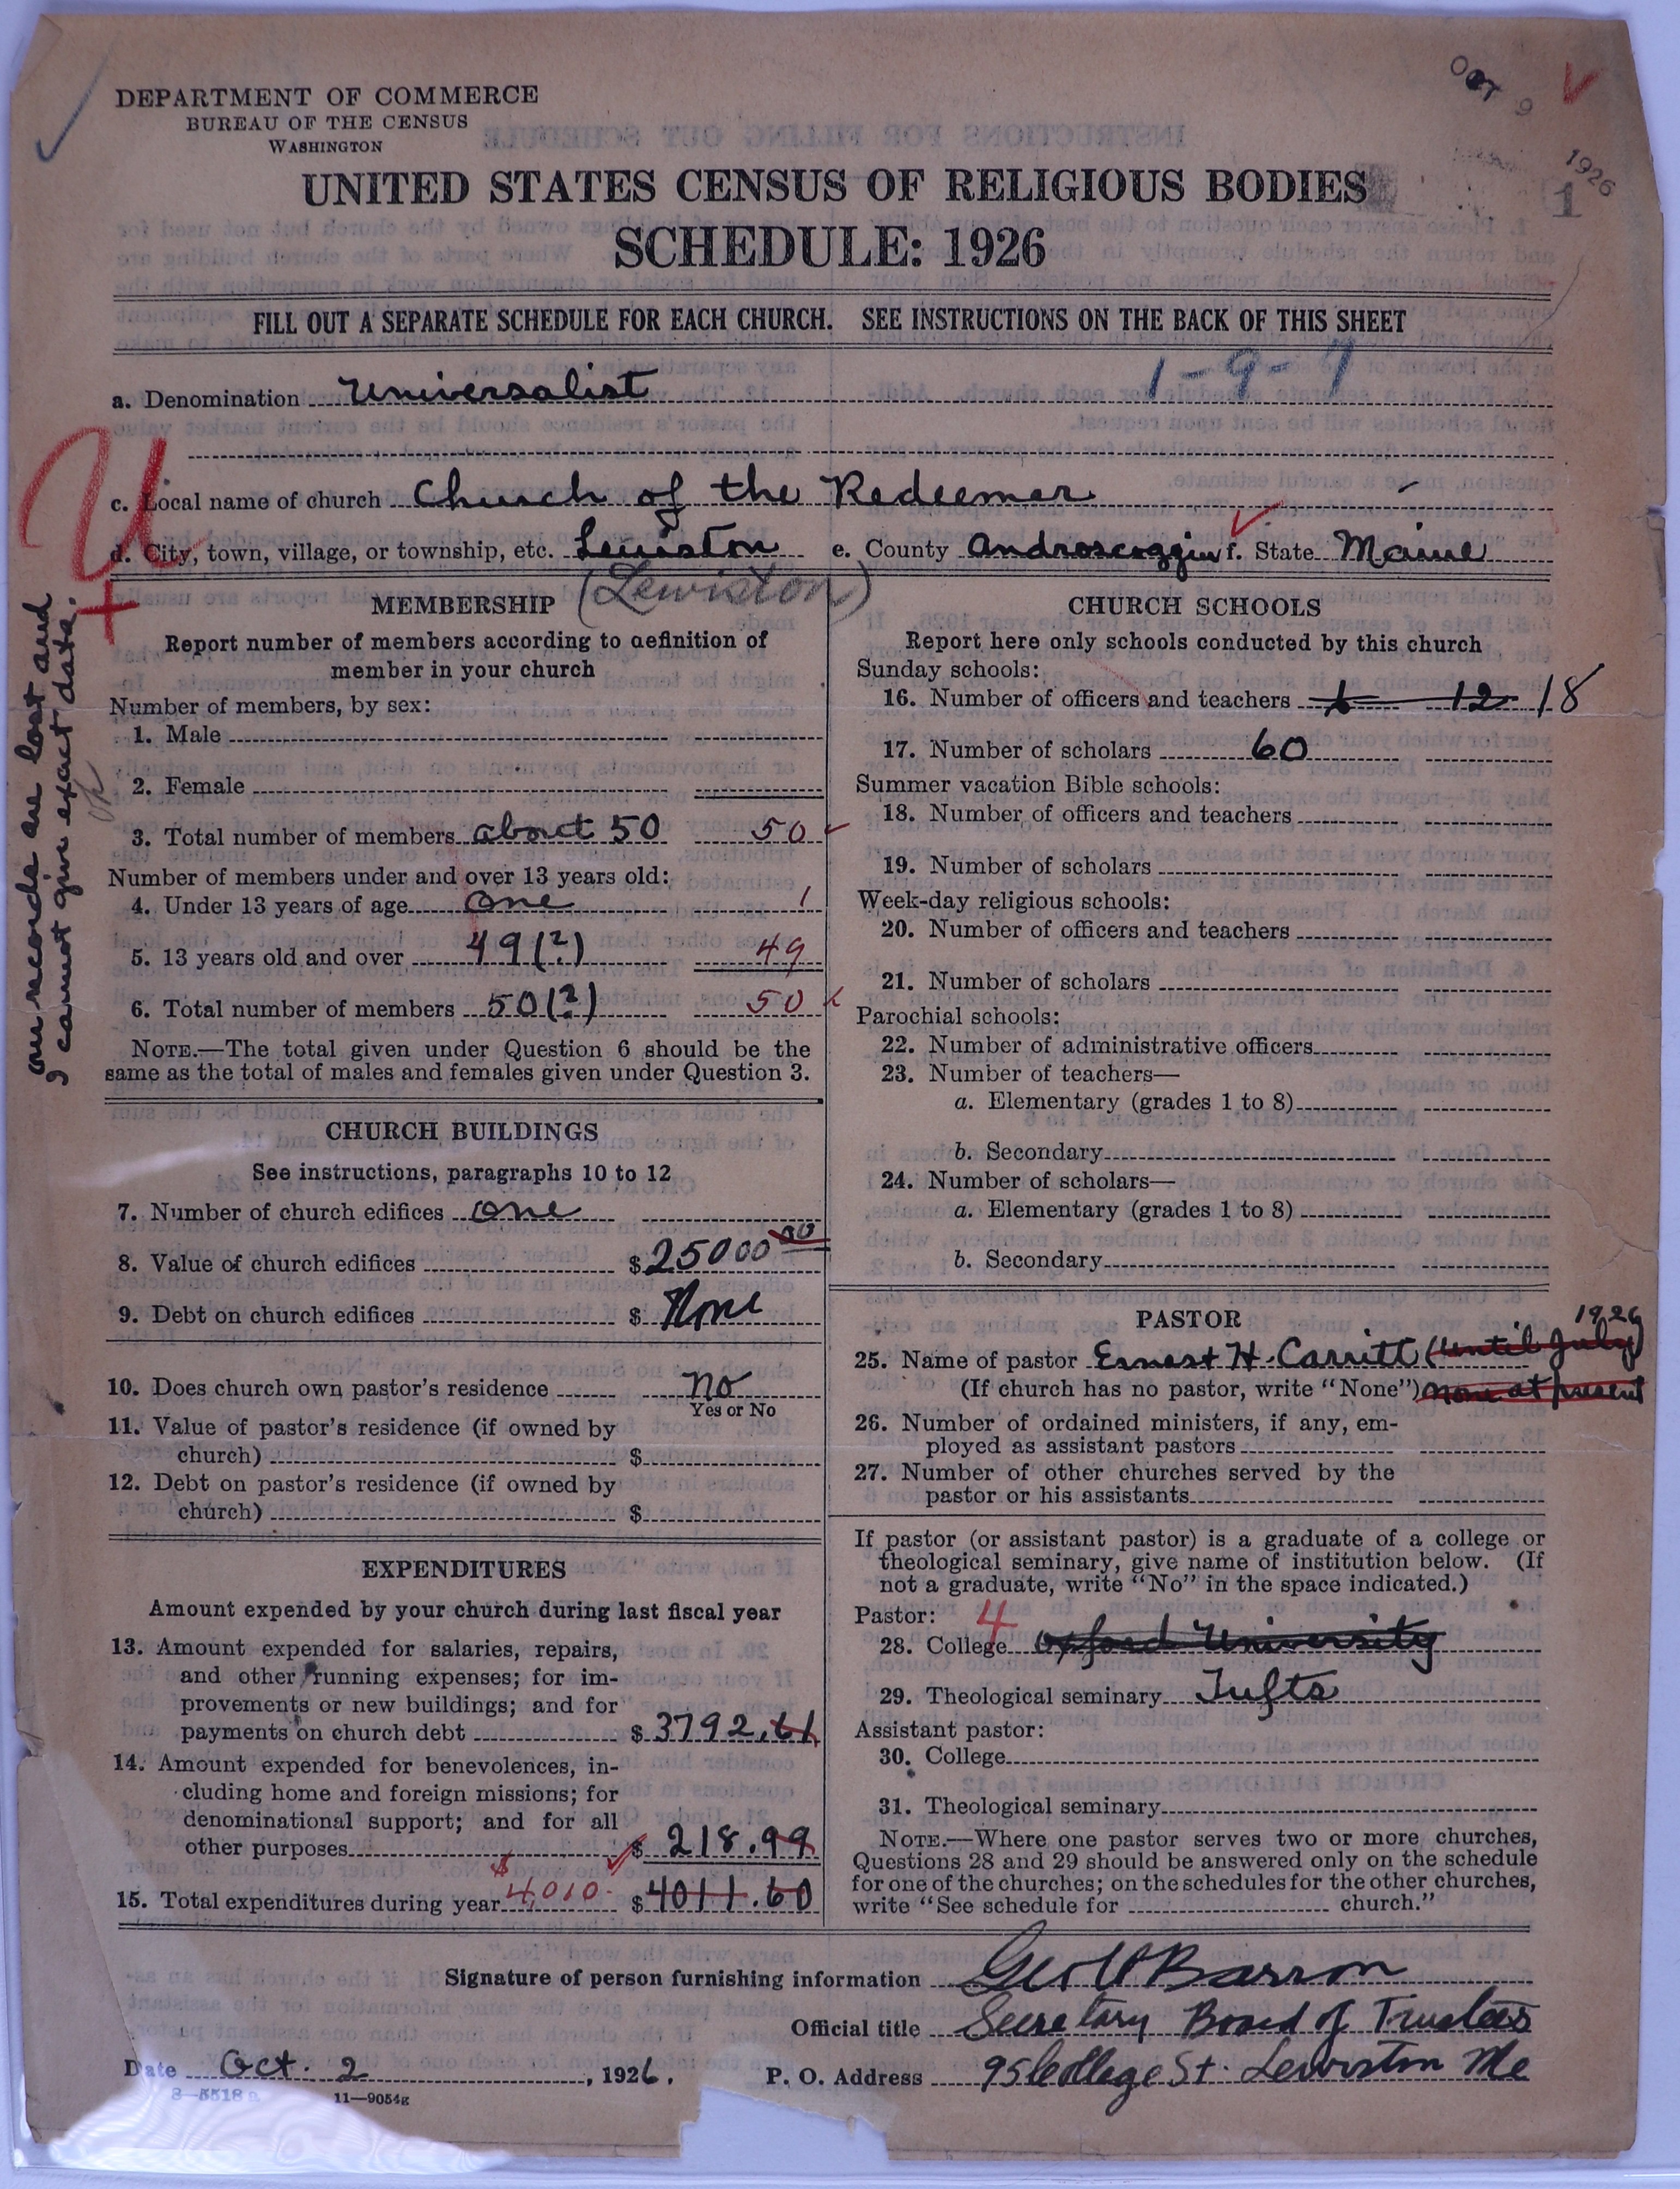 DEPARTMENT OF COMMERCE
BUREAU OF THE CENSUS
WASHINGTON
OCT 9 1926
1
UNITED STATES CENSUS OF RELIGIOUS BODIES
SCHEDULE: 1926
FILL OUT A SEPARATE SCHEDULE FOR EACH CHURCH. SEE INSTRUCTIONS ON THE BACK OF THIS SHEET
1-9-7
a. Denomination Universalist
c. Local name of church Church of the Redeemer
d. City, town, village, or township, etc. Lewiston e. County Androscoggin f. State Maine
(Lewiston)
our records are lost and
I cannot give exact data.
MEMBERSHIP
Report number of members according to definition of
member in your church
Number of members, by sex:
1. Male
2. Female
3. Total number of members about 50 50
Number of members under and over 13 years old:
4. Under 13 years of age one 1
5. 13 years old and over 49(?) 49
6. Total number of members 50(?) 50
NOTE.—The total given under Question 6 should be the
same as the total of males and females given under Question 3.
CHURCH BUILDINGS
See instructions, paragraphs 10 to 12
7. Number of church edifices one
8. Value of church edifices $25000 00
9. Debt on church edifices $ None
10. Does church own pastor's residence no
Yes or No
11. Value of pastor's residence (if owned by
church) $
12. Debt on pastor's residence (if owned by
church) $
EXPENDITURES
Amount expended by your church during last fiscal year
13. Amount expended for salaries, repairs,
and other running expenses; for im-
provements or new buildings; and for
payments on church debt $3792.61
14. Amount expended for benevolences, in-
cluding home and foreign missions; for
denominational support; and for all
other purposes $218.99
15. Total expenditures during year $4,010. $4011.60
CHURCH SCHOOLS
Report here only schools conducted by this church
Sunday schools:
16. Number of officers and teachers 6 12 18
17. Number of scholars 60
Summer vacation Bible schools:
18. Number of officers and teachers
19. Number of scholars
Week-day religious schools:
20. Number of officers and teachers
21. Number of scholars
Parochial schools:
22. Number of administrative officers
23. Number of teachers—
a. Elementary (grades 1 to 8)
b. Secondary
24. Number of scholars—
a. Elementary (grades 1 to 8)
b. Secondary
PASTOR
1926
25. Name of pastor Ernest H. Carritt (until July)
(If church has no pastor, write "None") none at present
26. Number of ordained ministers, if any, em-
ployed as assistant pastors
27. Number of other churches served by the
pastor or his assistants
If pastor (or assistant pastor) is a graduate of a college or
theological seminary, give name of institution below. (If
not a graduate, write "No" in the space indicated.)
Pastor: 4
28. College Oxford University
29. Theological seminary Tufts
Assistant pastor:
30. College
31. Theological seminary
NOTE.—Where one pastor serves two or more churches,
Questions 28 and 29 should be answered only on the schedule
for one of the churches; on the schedules for the other churches,
write "See schedule for church."
Signature of person furnishing information Geo W Barron
Official title Secretary Board of Trustees
Date Oct. 2, 1926. P. O. Address 95 College St. Lewiston Me
8—5518a 11—9054g